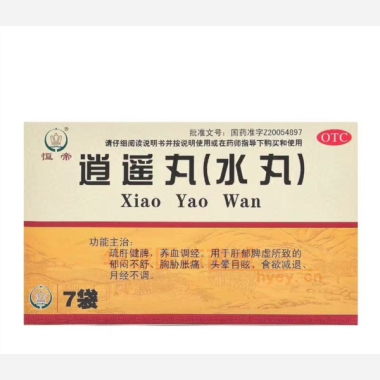 批准文号：国药准字Z20054897
请仔细阅读说明书并按说明使用或在药师指导下购买和使用
OTC
恒帝
逍遥丸(水丸)
Xiao Yao Wan
功能主治：
疏肝健脾，养血调经，用于肝郁脾虚所致的
郁闷不舒、胸胁胀痛、头晕目眩、食欲减退、
月经不调。
7袋